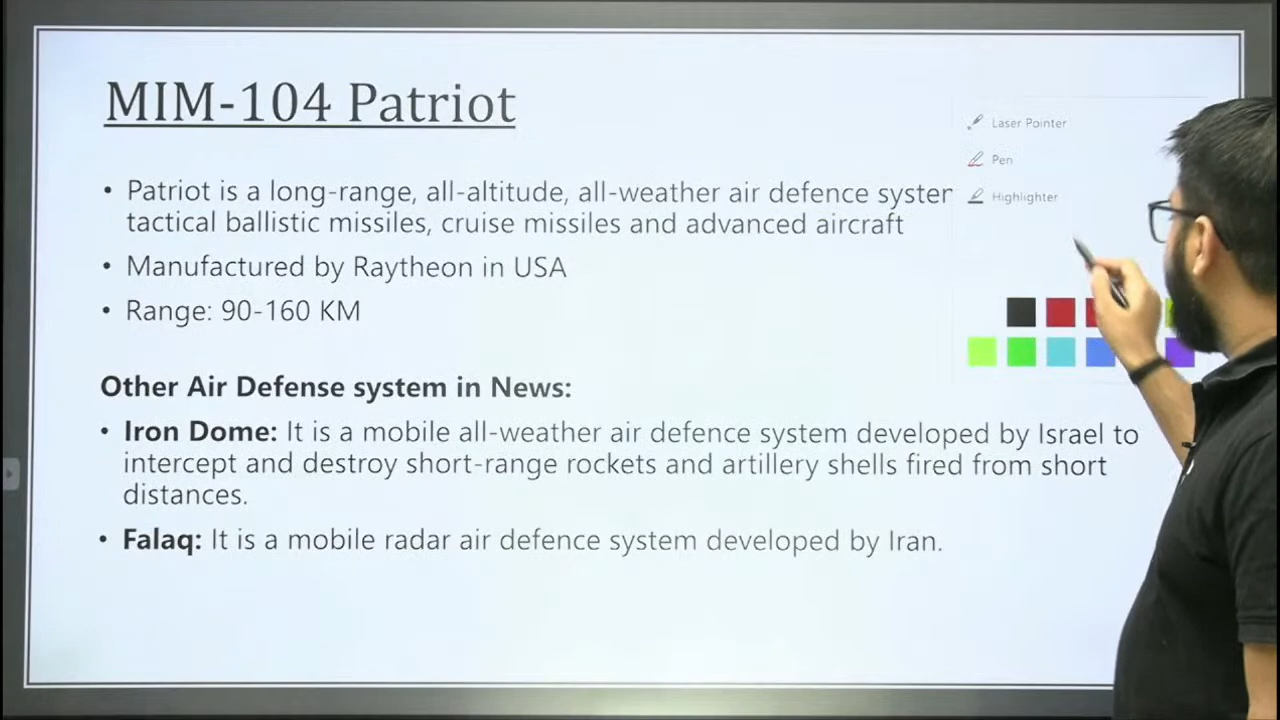 MIM-104 Patriot
• Patriot is a long-range, all-altitude, all-weather air defence
tactical ballistic missiles, cruise missiles and advanced aircraft
• Manufactured by Raytheon in USA
• Range: 90-160 KM
Other Air Defense system in News:
• Iron Dome: It is a mobile all-weather air defence system developed by Israel to
intercept and destroy short-range rockets and artillery shells fired from short
distances.
• Falaq: It is a mobile radar air defence system developed by Iran.
Laser Pointer
Pen
Highlighter